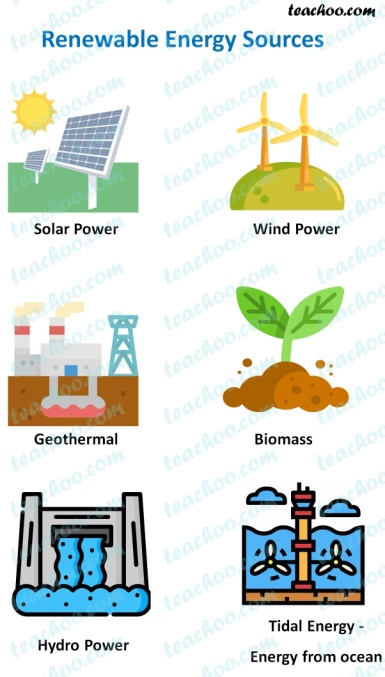 teachoo.com
Renewable Energy Sources
Solar Power
Wind Power
Geothermal
Biomass
Hydro Power
Tidal Energy -
Energy from ocean